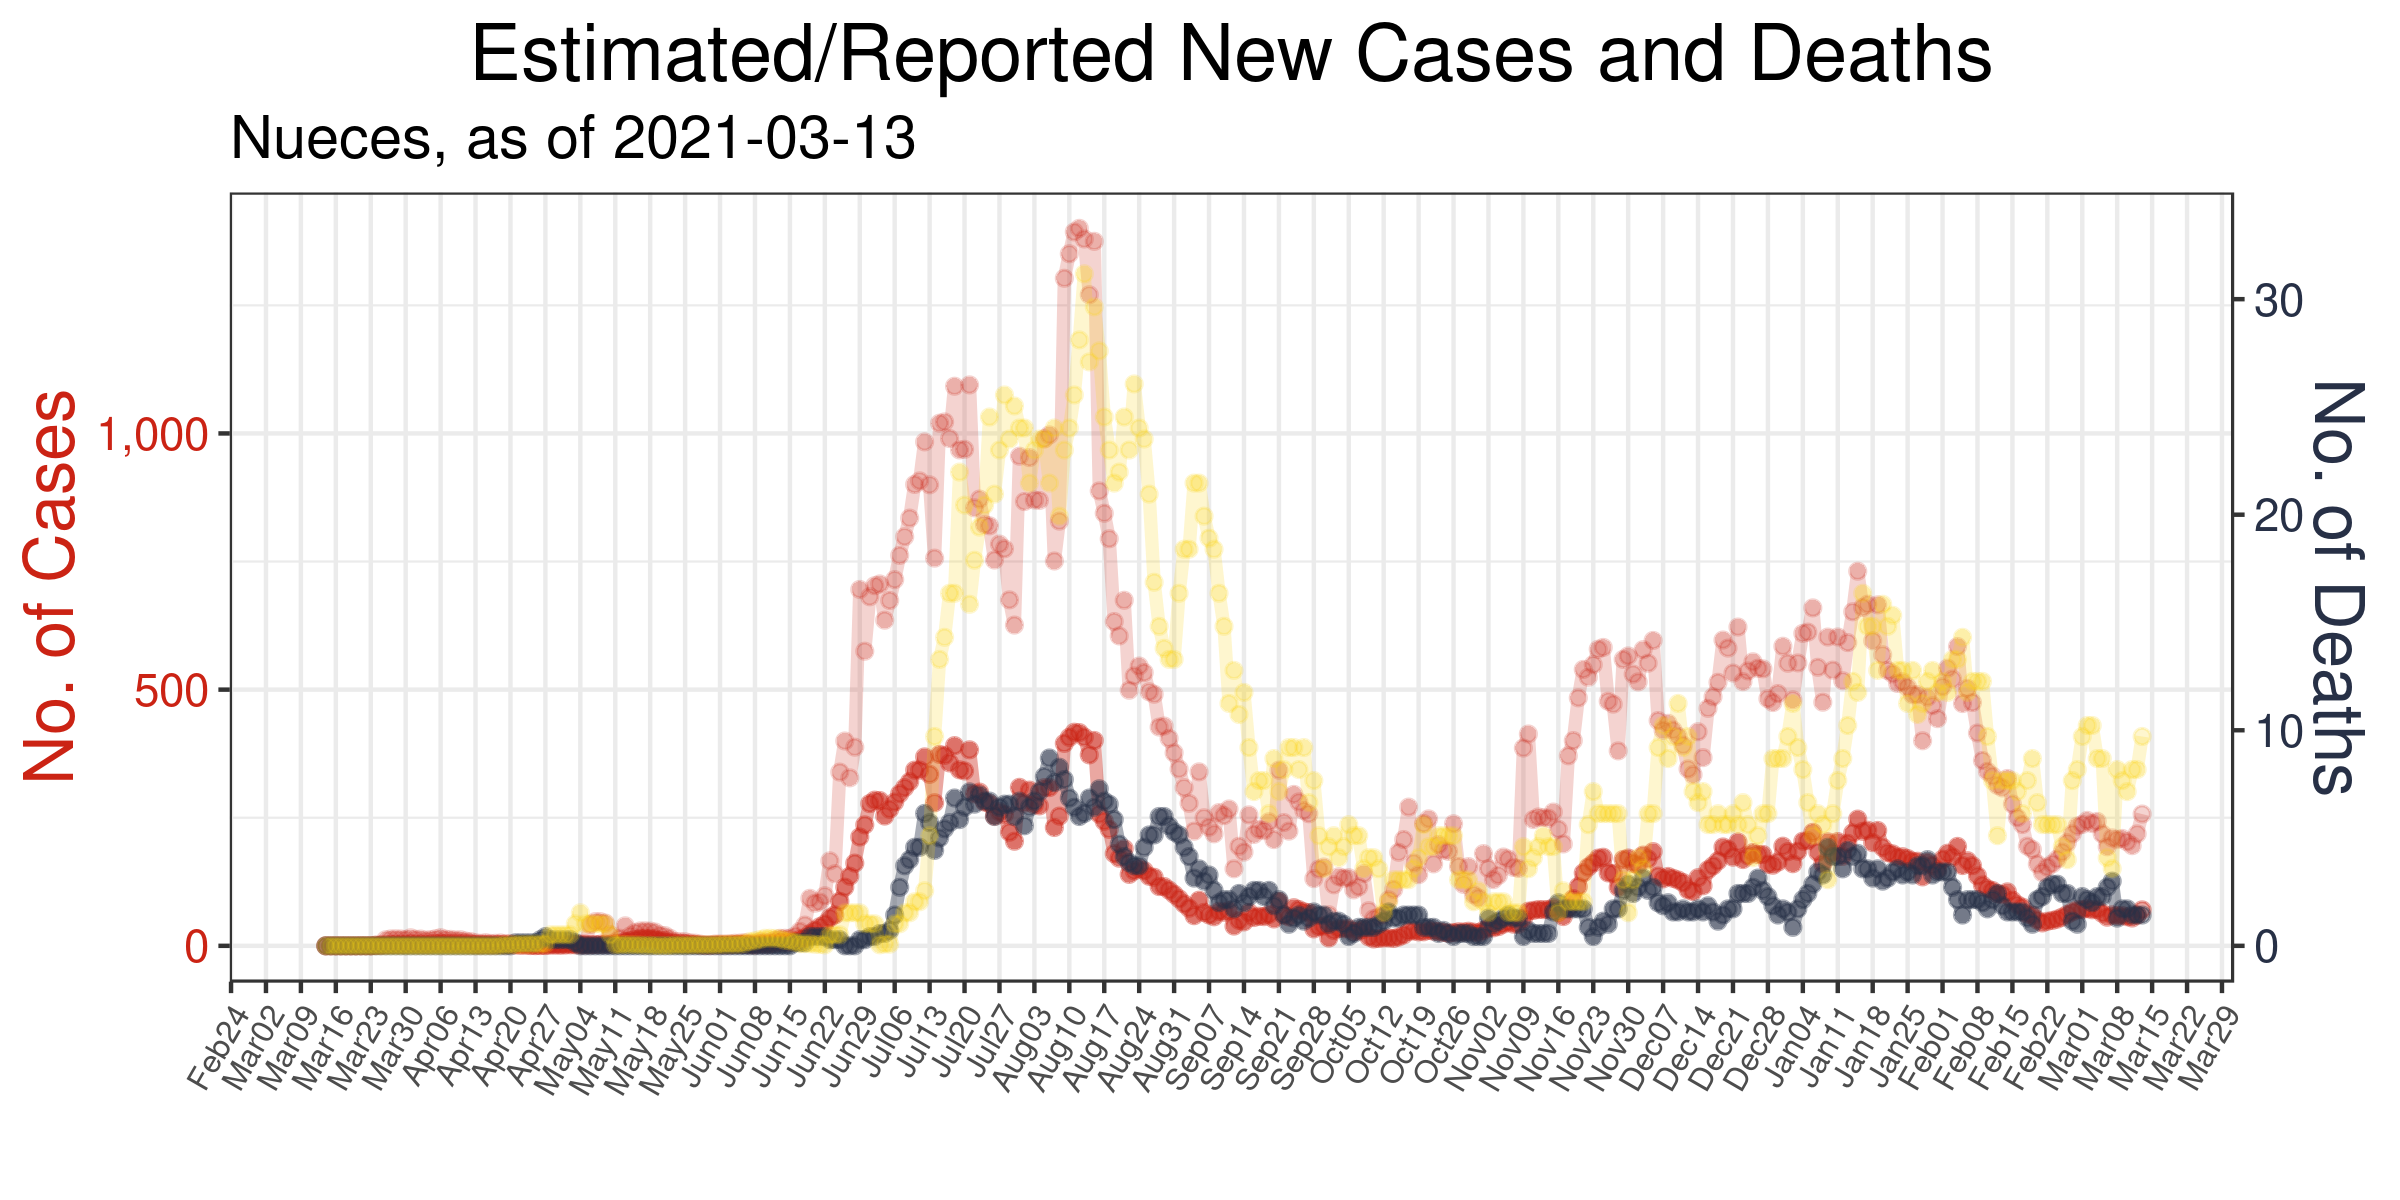 Estimated/Reported New Cases and Deaths
Nueces, as of 2021-03-13
No. of Cases
1,000
500
0
30
20
10
0
No. of Deaths
Feb24
Mar02
Mar09
Mar16
Mar23
Mar30
Apr06
Apr13
Apr20
Apr27
May04
May11
May18
May25
Jun01
Jun08
Jun15
Jun22
Jun29
Jul06
Jul13
Jul20
Jul27
Aug03
Aug10
Aug17
Aug24
Aug31
Sep07
Sep14
Sep21
Sep28
Oct05
Oct12
Oct19
Oct26
Nov02
Nov09
Nov16
Nov23
Nov30
Dec07
Dec14
Dec21
Dec28
Jan04
Jan11
Jan18
Jan25
Feb01
Feb08
Feb15
Feb22
Mar01
Mar08
Mar15
Mar22
Mar29